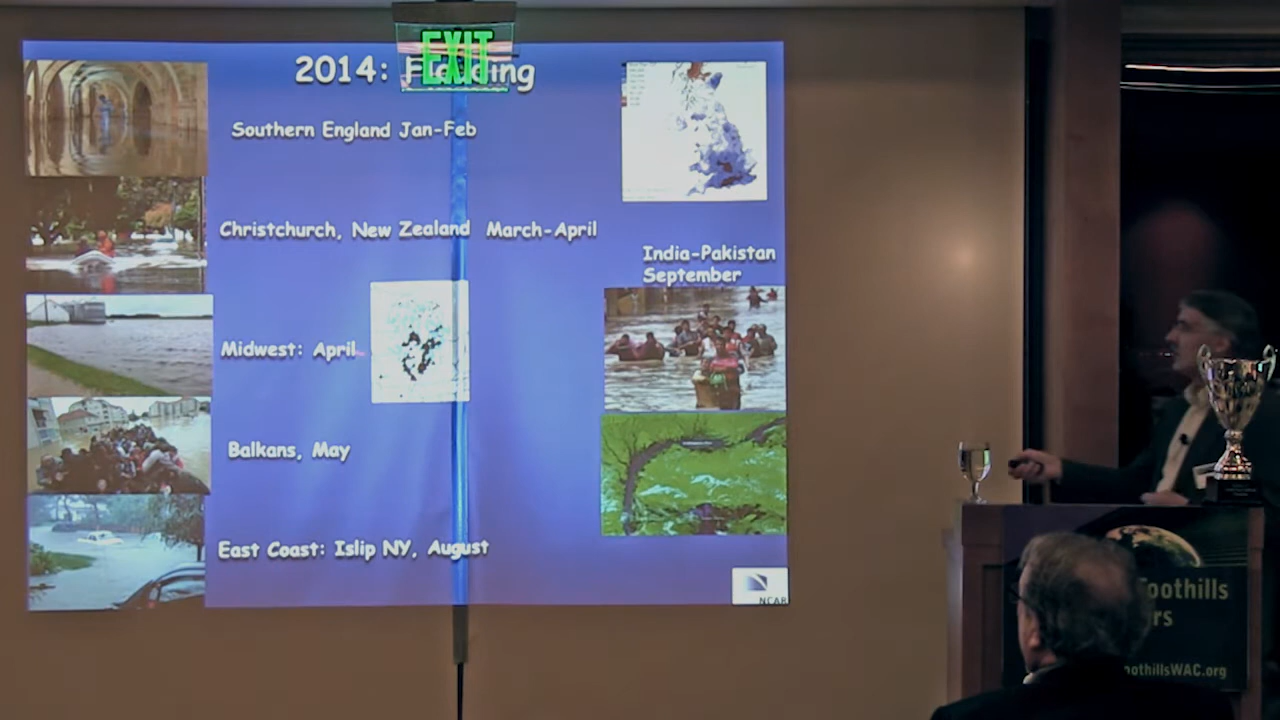 EXIT
2014: Flooding
Southern England Jan-Feb
Christchurch, New Zealand March-April
India-Pakistan
September
Midwest: April
Balkans, May
East Coast: Islip NY, August
NCAR
Foothills
rs
oothillsWAC.org